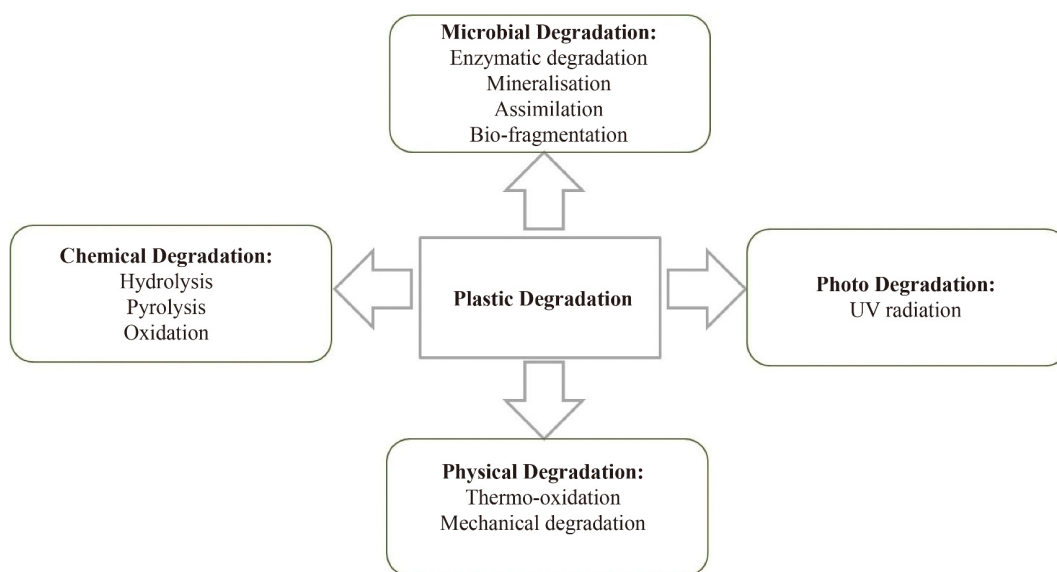 Microbial Degradation:
Enzymatic degradation
Mineralisation
Assimilation
Bio-fragmentation
Chemical Degradation:
Hydrolysis
Pyrolysis
Oxidation
Plastic Degradation
Photo Degradation:
UV radiation
Physical Degradation:
Thermo-oxidation
Mechanical degradation